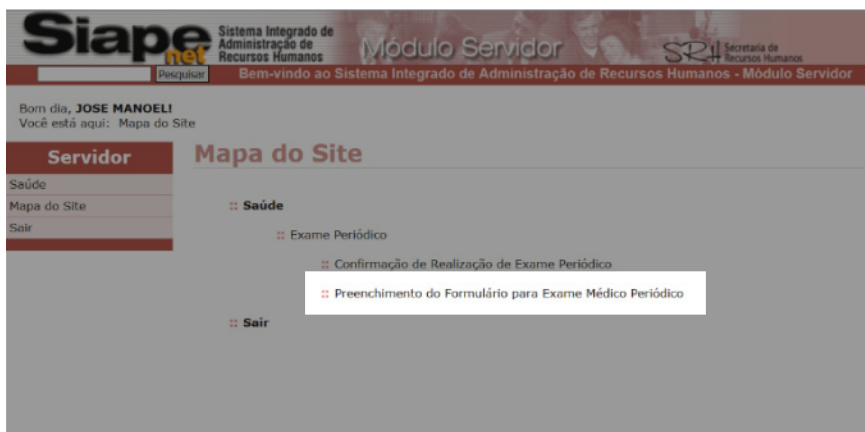 Siape
net
Sistema Integrado de
Administração de
Recursos Humanos
Módulo Servidor
SRH Secretaria de
Recursos Humanos
Pesquisar
Bem-vindo ao Sistema Integrado de Administração de Recursos Humanos - Módulo Servidor
Bom dia, JOSE MANOEL!
Você está aqui: Mapa do Site
Servidor
Saúde
Mapa do Site
Sair
Mapa do Site
:: Saúde
:: Exame Periódico
:: Confirmação de Realização de Exame Periódico
:: Preenchimento do Formulário para Exame Médico Periódico
:: Sair